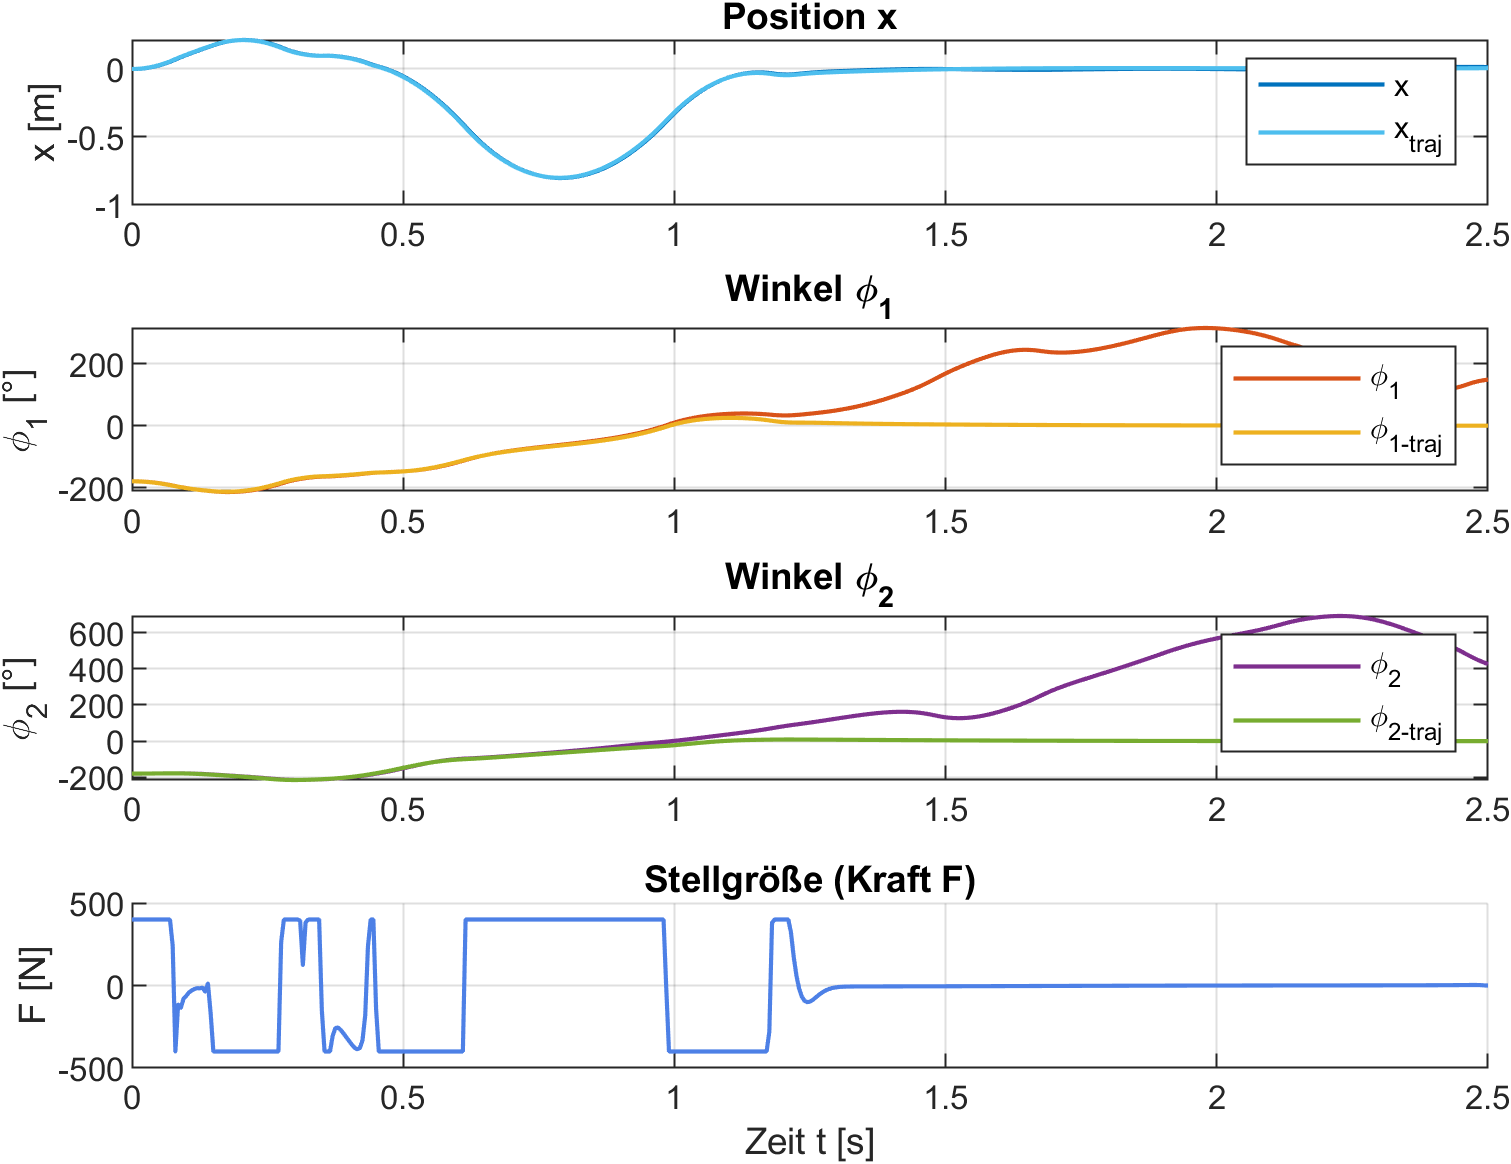 Position x
x [m]
0
-0.5
-1
x
x_traj
0 0.5 1 1.5 2 2.5
Winkel ϕ_1
ϕ_1 [°]
200
0
-200
ϕ_1
ϕ_1-traj
0 0.5 1 1.5 2 2.5
Winkel ϕ_2
ϕ_2 [°]
600
400
200
0
-200
ϕ_2
ϕ_2-traj
0 0.5 1 1.5 2 2.5
Stellgröße (Kraft F)
F [N]
500
0
-500
0 0.5 1 1.5 2 2.5
Zeit t [s]